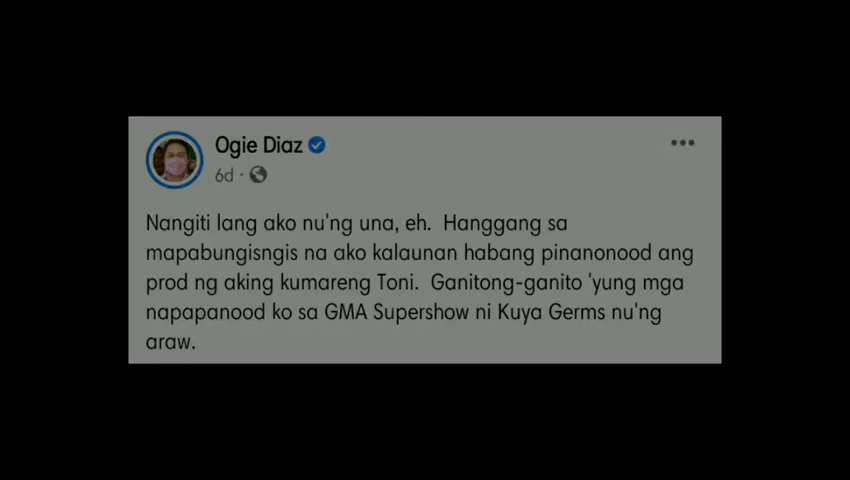 Ogie Diaz
6d ·
Nangiti lang ako nu'ng una, eh. Hanggang sa
mapabungisngis na ako kalaunan habang pinanonood ang
prod ng aking kumareng Toni. Ganitong-ganito 'yung mga
napapanood ko sa GMA Supershow ni Kuya Germs nu'ng
araw.